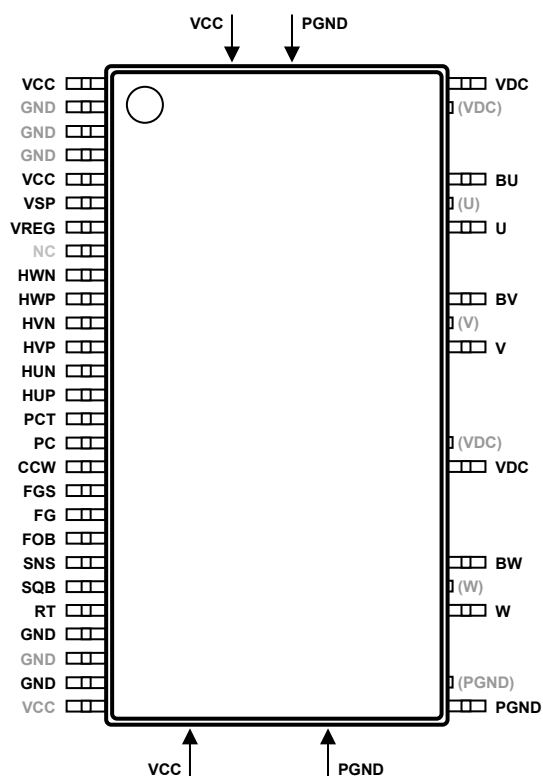 VCC PGND
VCC VDC
GND (VDC)
GND
GND
VCC BU
VSP (U)
VREG U
NC
HWN
HWP BV
HVN (V)
HVP V
HUN
HUP
PCT
PC (VDC)
CCW VDC
FGS
FG
FOB
SNS BW
SQB (W)
RT W
GND
GND
GND (PGND)
VCC PGND
VCC PGND